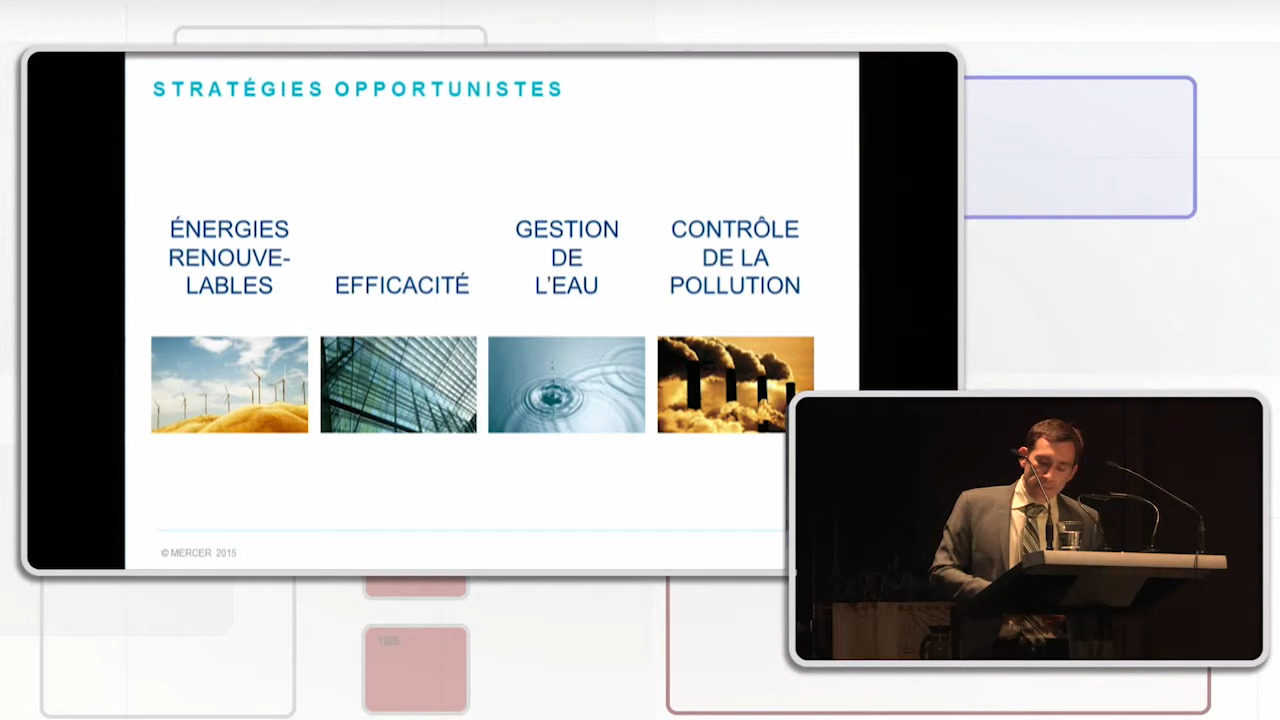 STRATÉGIES OPPORTUNISTES
ÉNERGIES
RENOUVE-
LABLES
EFFICACITÉ
GESTION
DE
L'EAU
CONTRÔLE
DE LA
POLLUTION
© MERCER 2015